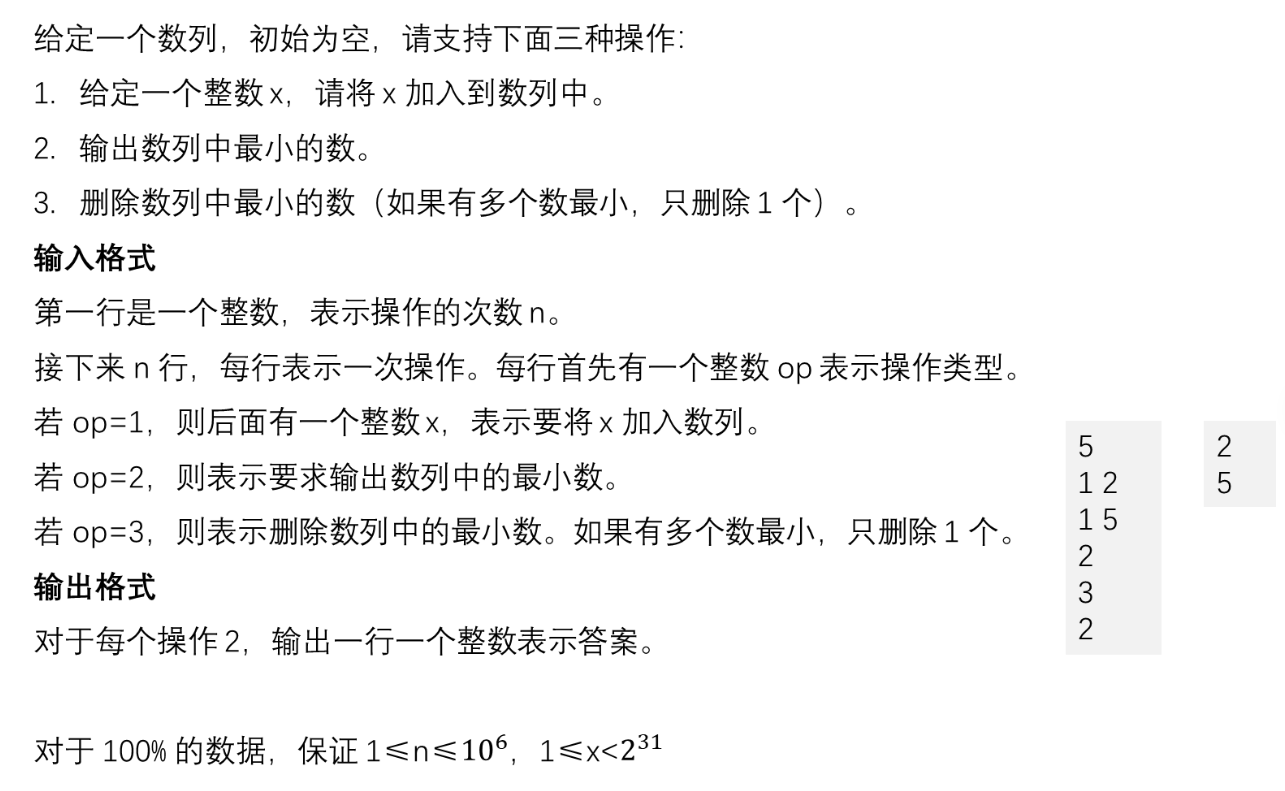 给定一个数列，初始为空，请支持下面三种操作:
1. 给定一个整数x，请将x 加入到数列中。
2. 输出数列中最小的数。
3. 删除数列中最小的数（如果有多个数最小，只删除1 个）。
输入格式
第一行是一个整数，表示操作的次数n。
接下来 n 行，每行表示一次操作。每行首先有一个整数 op 表示操作类型。
若 op=1，则后面有一个整数x，表示要将x 加入数列。
若 op=2，则表示要求输出数列中的最小数。
若 op=3，则表示删除数列中的最小数。如果有多个数最小，只删除1 个。
输出格式
对于每个操作2，输出一行一个整数表示答案。
对于 100% 的数据，保证 1≤n≤10⁶，1≤x<2³¹
5
1 2
1 5
2
3
2
2
5